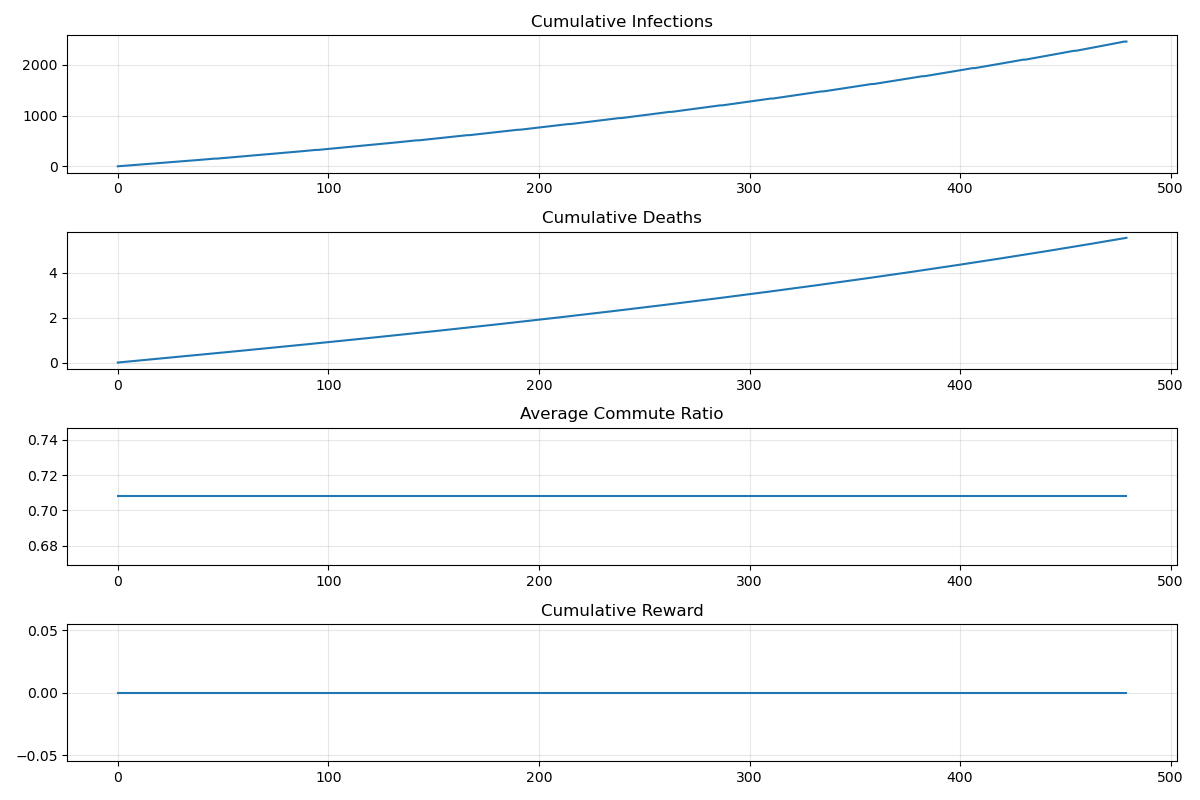 Cumulative Infections
2000
1000
0
0 100 200 300 400 500
Cumulative Deaths
4
2
0
0 100 200 300 400 500
Average Commute Ratio
0.74
0.72
0.70
0.68
0 100 200 300 400 500
Cumulative Reward
0.05
0.00
−0.05
0 100 200 300 400 500